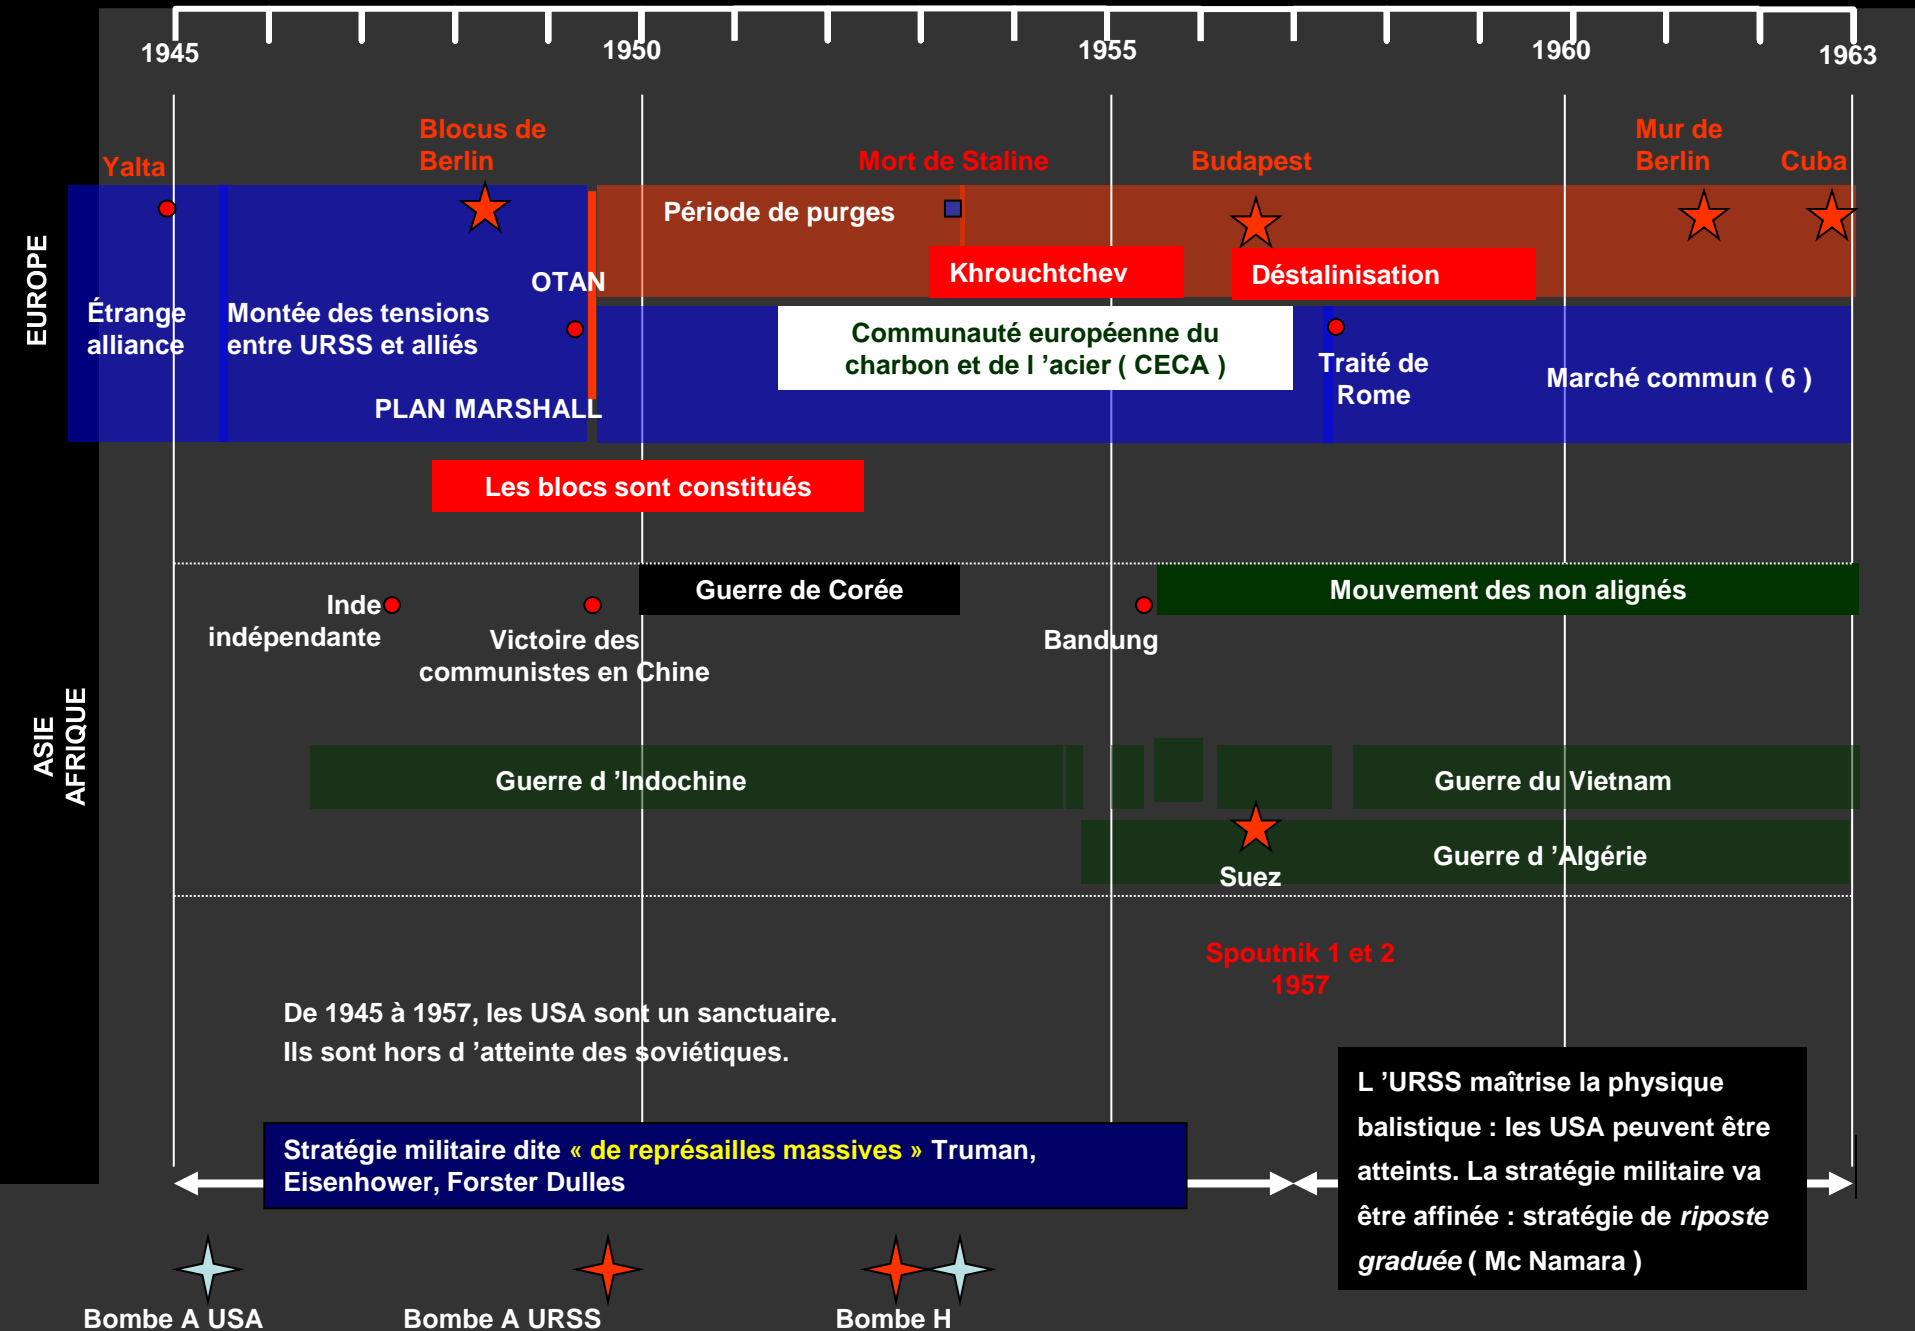 1945
1950
1955
1960
1963
Yalta
Blocus de
Berlin
Mort de Staline
Budapest
Mur de
Berlin
Cuba
EUROPE
Période de purges
Khrouchtchev
Déstalinisation
OTAN
Étrange
alliance
Montée des tensions
entre URSS et alliés
Communauté européenne du
charbon et de l ’acier ( CECA )
Traité de
Rome
Marché commun ( 6 )
PLAN MARSHALL
Les blocs sont constitués
ASIE
AFRIQUE
Inde
indépendante
Victoire des
communistes en Chine
Guerre de Corée
Bandung
Mouvement des non alignés
Guerre d ’Indochine
Guerre du Vietnam
Suez
Guerre d ’Algérie
Spoutnik 1 et 2
1957
De 1945 à 1957, les USA sont un sanctuaire.
Ils sont hors d ’atteinte des soviétiques.
Stratégie militaire dite « de représailles massives » Truman,
Eisenhower, Forster Dulles
L ’URSS maîtrise la physique
balistique : les USA peuvent être
atteints. La stratégie militaire va
être affinée : stratégie de riposte
graduée ( Mc Namara )
Bombe A USA
Bombe A URSS
Bombe H